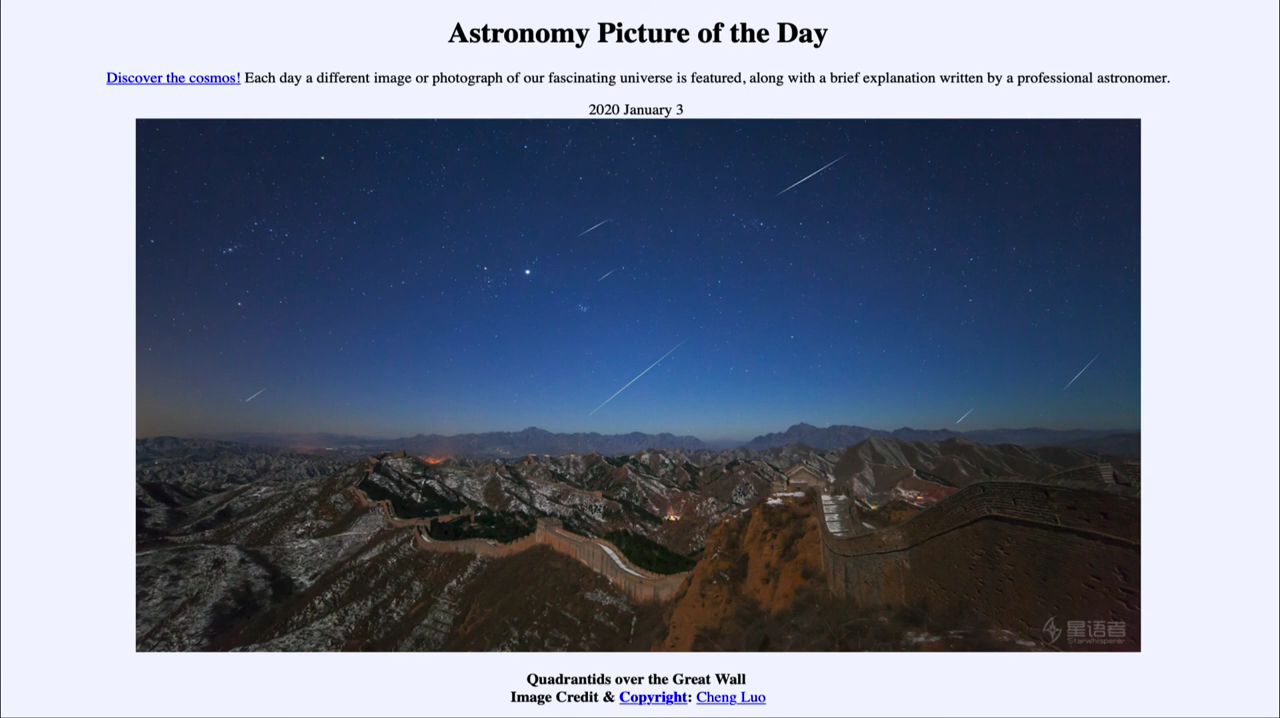 Astronomy Picture of the Day
Discover the cosmos! Each day a different image or photograph of our fascinating universe is featured, along with a brief explanation written by a professional astronomer.
2020 January 3
星语者
Starwhisperer
Quadrantids over the Great Wall
Image Credit & Copyright: Cheng Luo